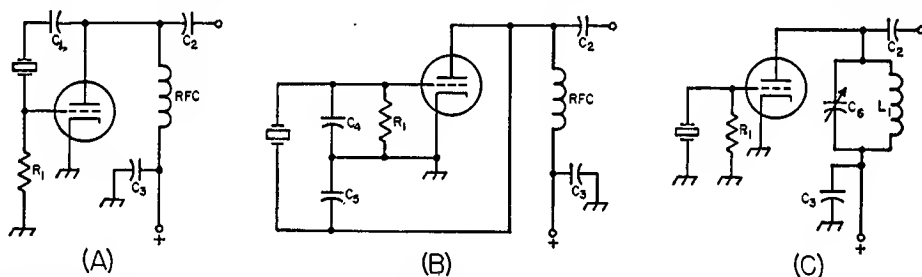 C1
C2
RFC
R1
C3
+
(A)
C4
R1
C5
C2
RFC
C3
+
(B)
R1
C2
C6
L1
C3
+
(C)